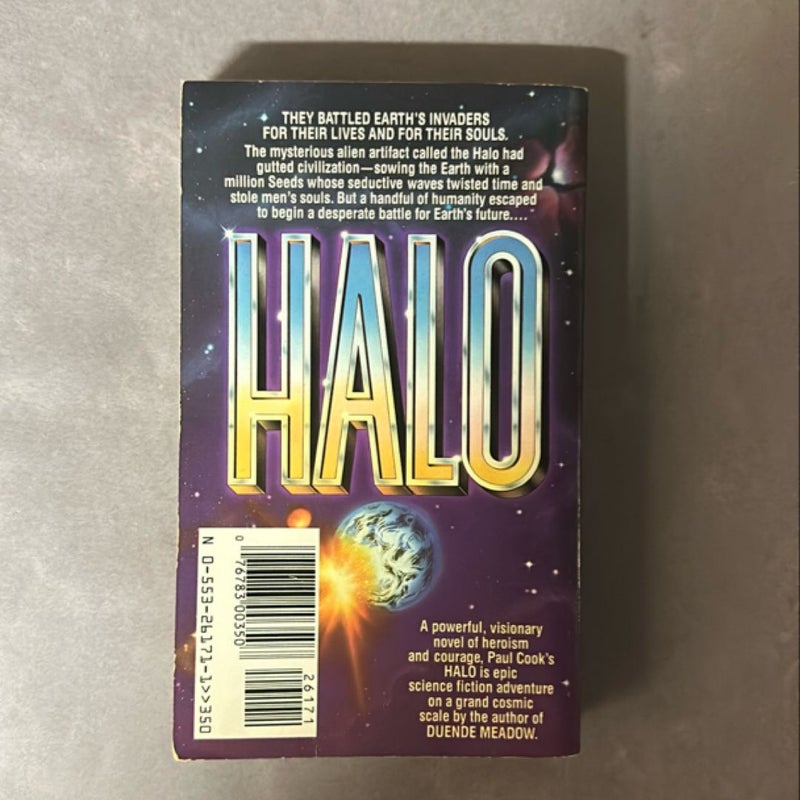 THEY BATTLED EARTH'S INVADERS
FOR THEIR LIVES AND FOR THEIR SOULS.
The mysterious alien artifact called the Halo had
gutted civilization—sowing the Earth with a
million Seeds whose seductive waves twisted time and
stole men's souls. But a handful of humanity escaped
to begin a desperate battle for Earth's future....
HALO
N 0-553-26171-1>>350
0 76783 00350
26171
A powerful, visionary
novel of heroism
and courage, Paul Cook's
HALO is epic
science fiction adventure
on a grand cosmic
scale by the author of
DUENDE MEADOW.